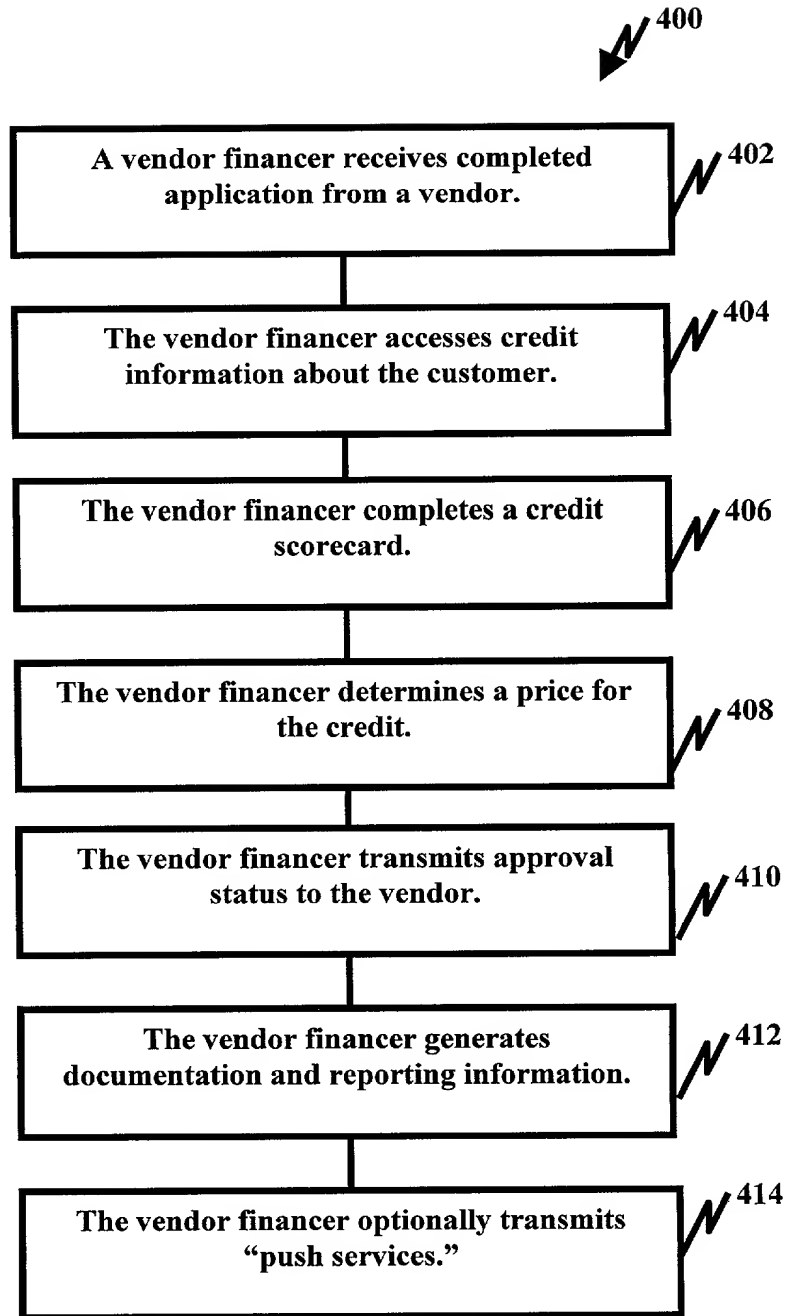 400
A vendor financer receives completed
application from a vendor.
402
The vendor financer accesses credit
information about the customer.
404
The vendor financer completes a credit
scorecard.
406
The vendor financer determines a price for
the credit.
408
The vendor financer transmits approval
status to the vendor.
410
The vendor financer generates
documentation and reporting information.
412
The vendor financer optionally transmits
“push services.”
414